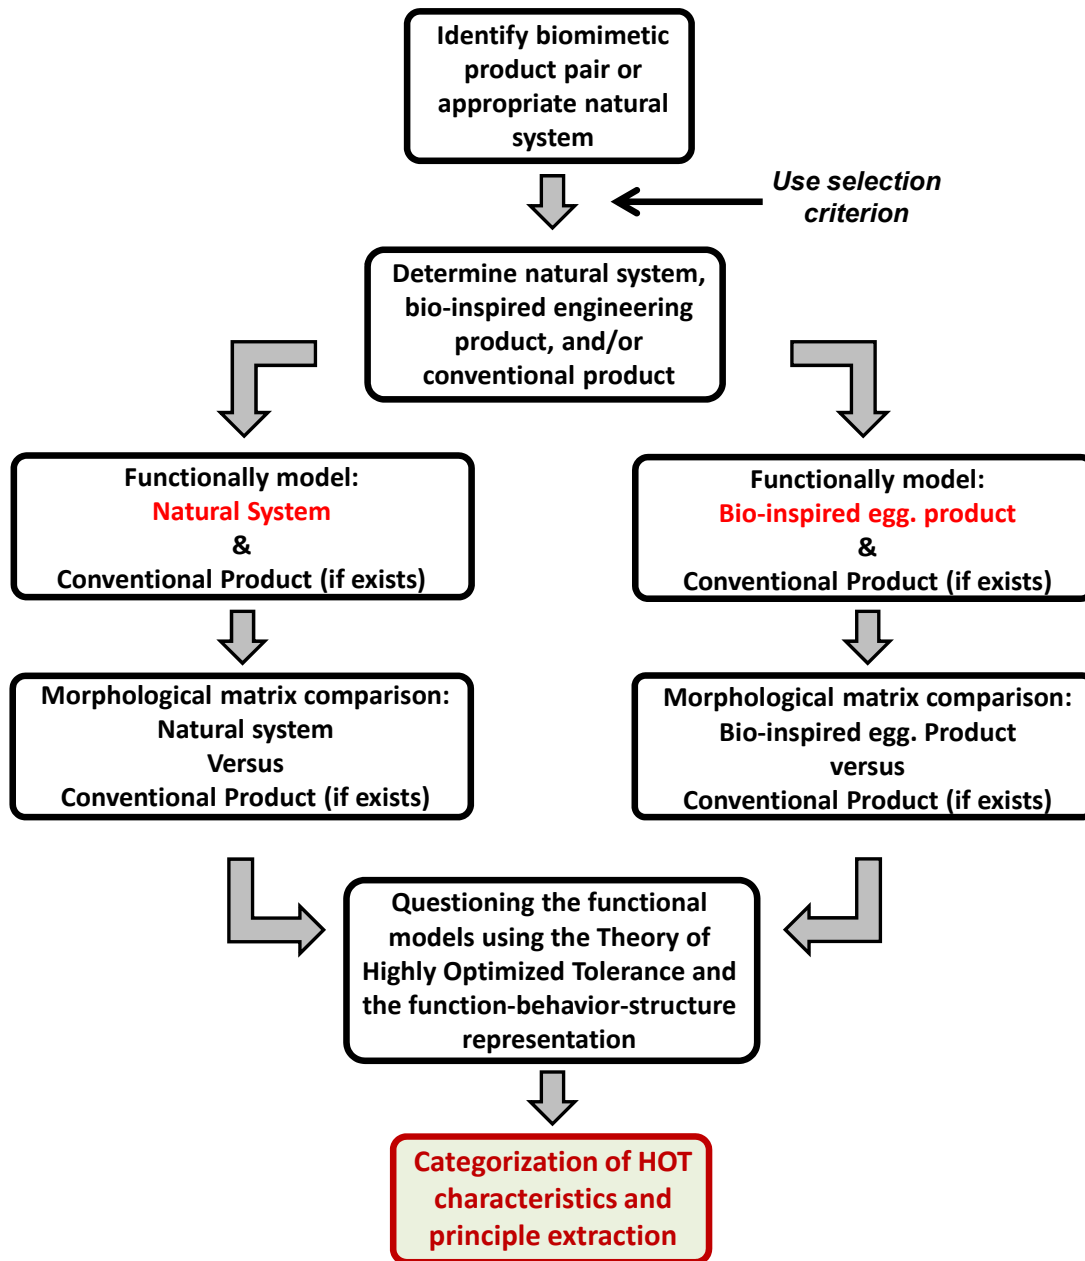 Identify biomimetic
product pair or
appropriate natural
system
Use selection
criterion
Determine natural system,
bio-inspired engineering
product, and/or
conventional product
Functionally model:
Natural System
&
Conventional Product (if exists)
Functionally model:
Bio-inspired egg. product
&
Conventional Product (if exists)
Morphological matrix comparison:
Natural system
Versus
Conventional Product (if exists)
Morphological matrix comparison:
Bio-inspired egg. Product
versus
Conventional Product (if exists)
Questioning the functional
models using the Theory of
Highly Optimized Tolerance and
the function-behavior-structure
representation
Categorization of HOT
characteristics and
principle extraction